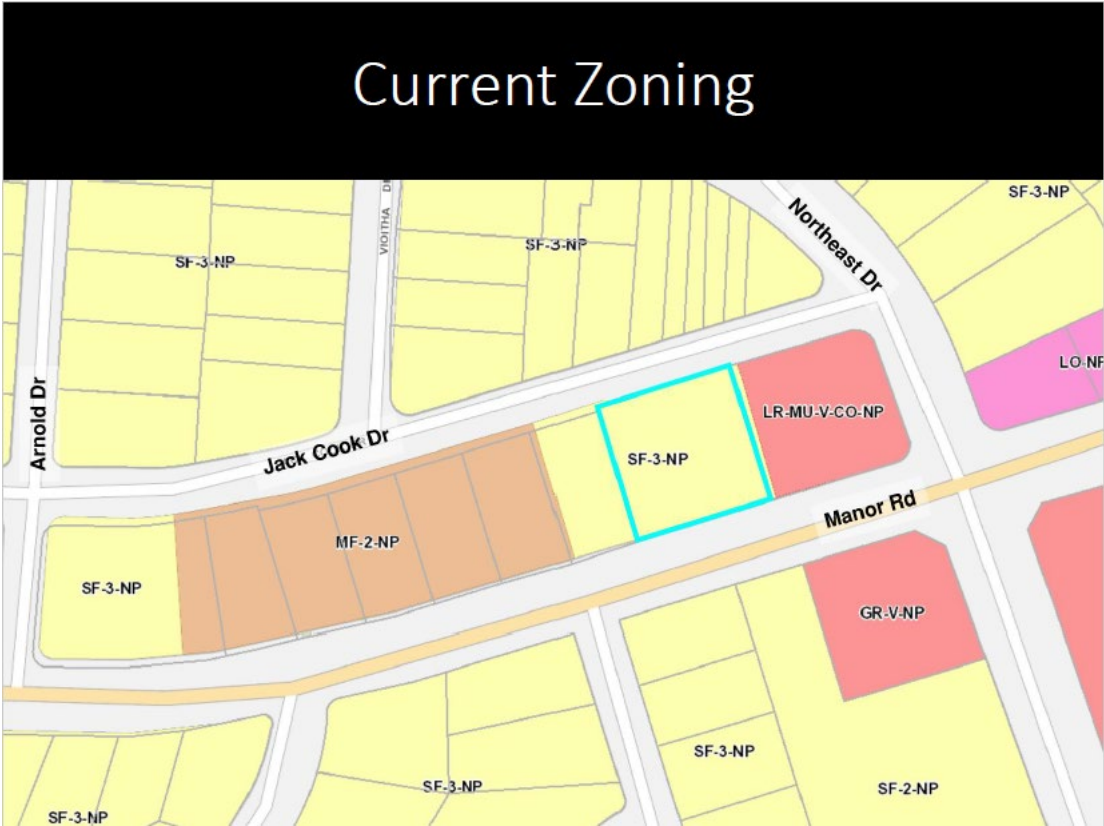 Current Zoning
SF-3-NP
Northeast Dr
VIOITHA
SF-3-NP
SF-3-NP
LO-NP
Arnold Dr
LR-MU-V-CO-NP
Jack Cook Dr
SF-3-NP
Manor Rd
MF-2-NP
SF-3-NP
GR-V-NP
SF-3-NP
SF-3-NP
SF-2-NP
SF-3-NP